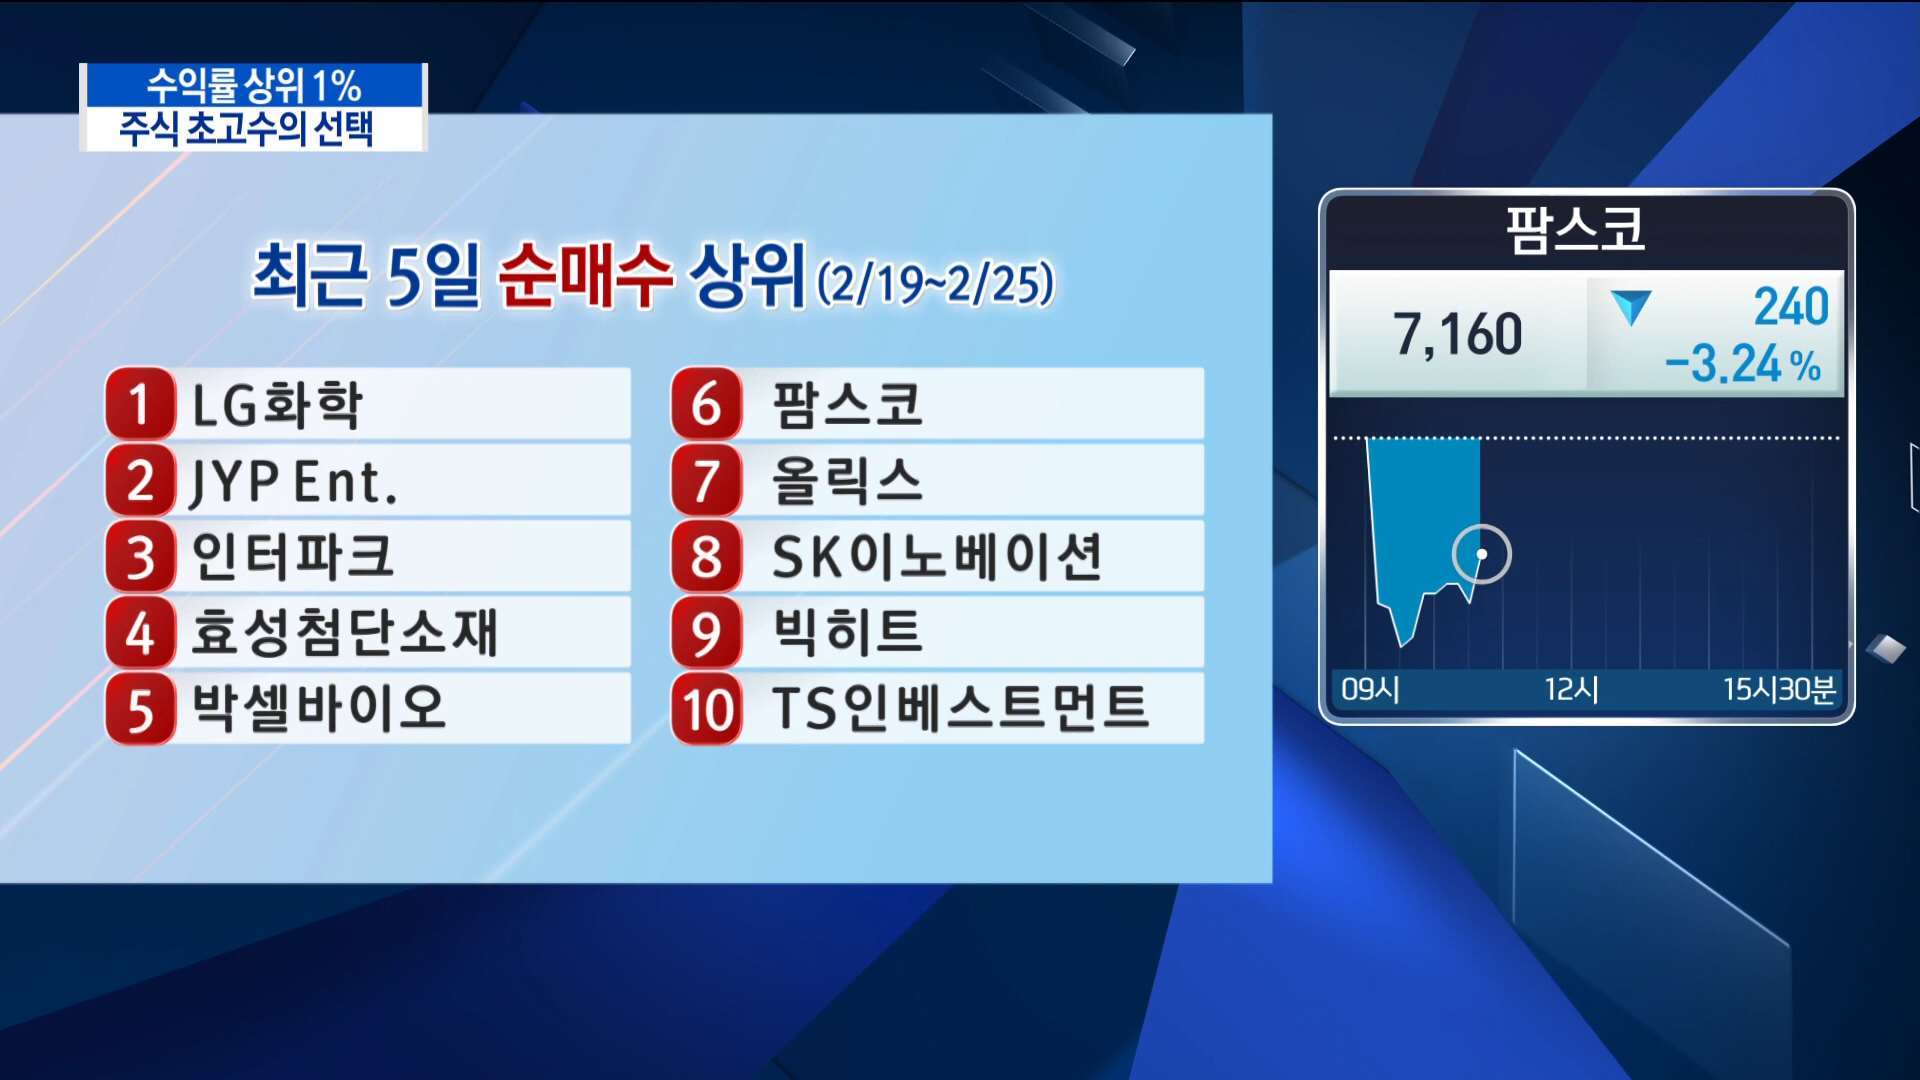 수익률 상위 1%
주식 초고수의 선택
최근 5일 순매수 상위 (2/19~2/25)
1 LG화학
2 JYP Ent.
3 인터파크
4 효성첨단소재
5 박셀바이오
6 팜스코
7 올릭스
8 SK이노베이션
9 빅히트
10 TS인베스트먼트
팜스코
7,160
▼ 240
-3.24 %
09시 12시 15시30분